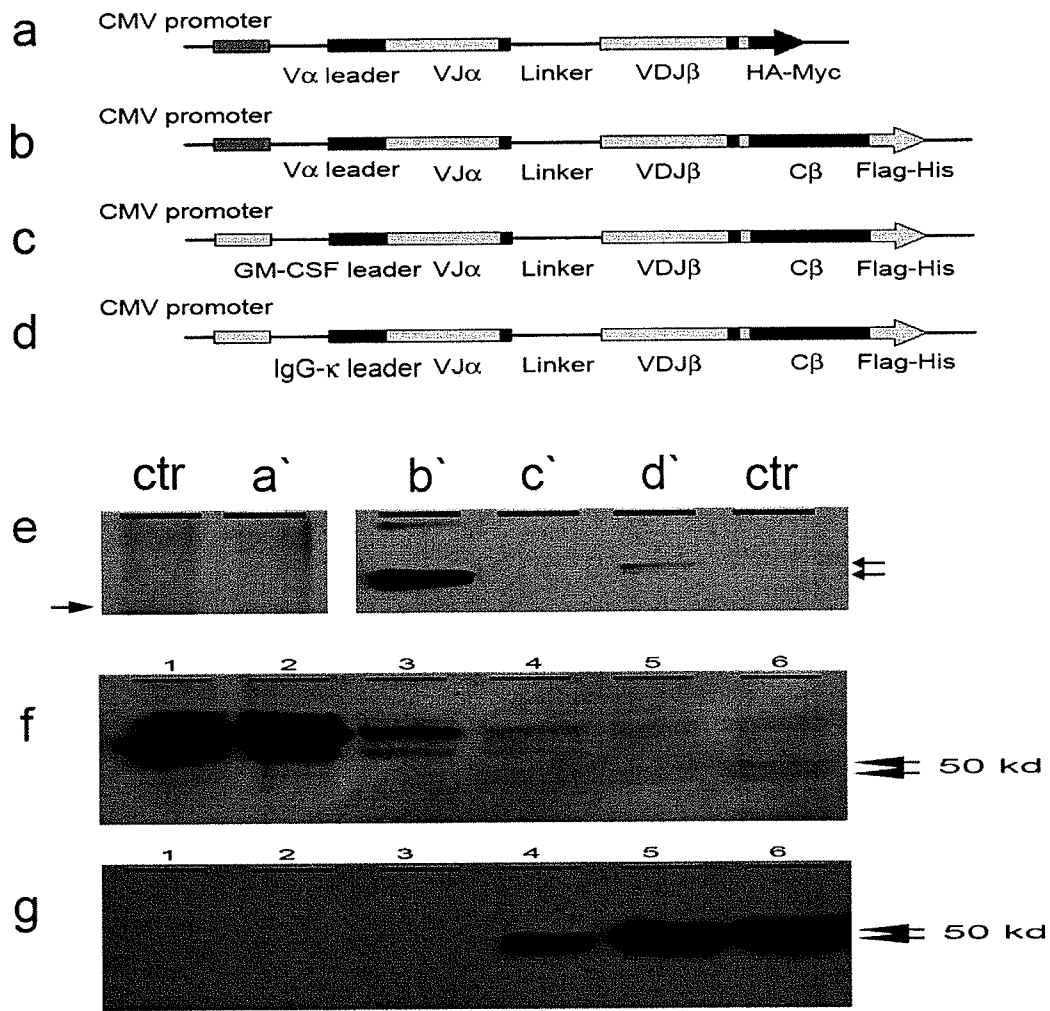 a
CMV promoter
Vα leader VJα Linker VDJβ HA-Myc
b
CMV promoter
Vα leader VJα Linker VDJβ Cβ Flag-His
c
CMV promoter
GM-CSF leader VJα Linker VDJβ Cβ Flag-His
d
CMV promoter
IgG-κ leader VJα Linker VDJβ Cβ Flag-His
ctr a` b` c` d` ctr
e
1 2 3 4 5 6
f
50 kd
1 2 3 4 5 6
g
50 kd